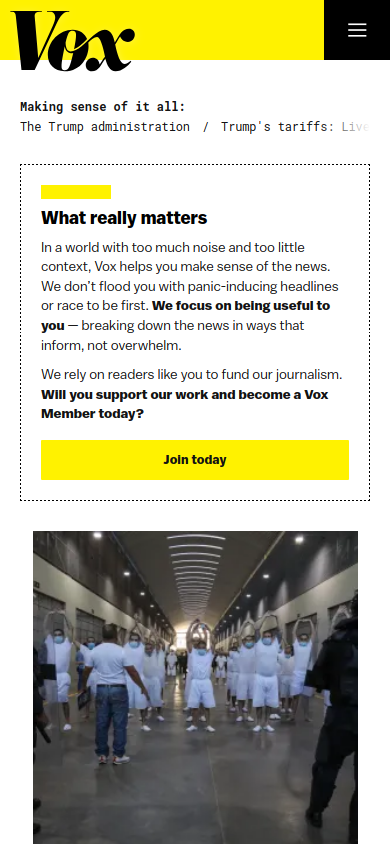 Vox
Making sense of it all:
The Trump administration / Trump's tariffs: Live
What really matters
In a world with too much noise and too little
context, Vox helps you make sense of the news.
We don't flood you with panic-inducing headlines
or race to be first. We focus on being useful to
you — breaking down the news in ways that
inform, not overwhelm.
We rely on readers like you to fund our journalism.
Will you support our work and become a Vox
Member today?
Join today